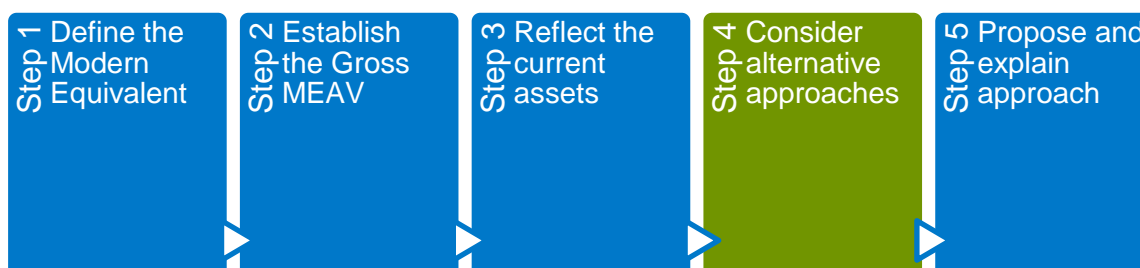 Step 1
Define the
Modern
Equivalent
Step 2
Establish
the Gross
MEAV
Step 3
Reflect the
current
assets
Step 4
Consider
alternative
approaches
Step 5
Propose and
explain
approach